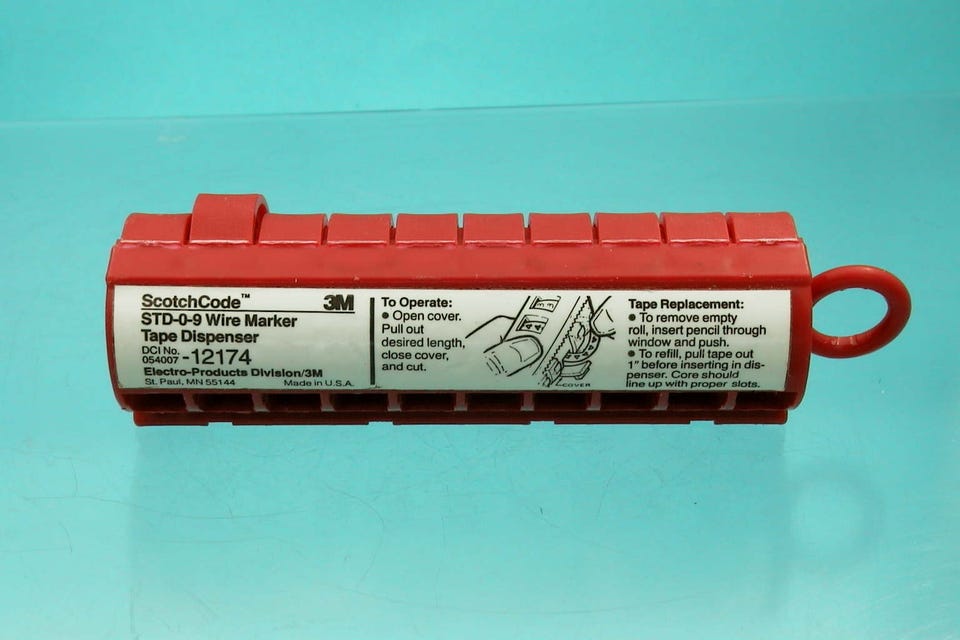 ScotchCode™ 3M
STD-0-9 Wire Marker
Tape Dispenser
DCI No.
054007 -12174
Electro-Products Division/3M
St. Paul, MN 55144 Made in U.S.A.
To Operate:
● Open cover.
Pull out
desired length,
close cover,
and cut.
COVER
Tape Replacement:
● To remove empty
roll, insert pencil through
window and push.
● To refill, pull tape out
1" before inserting in dis-
penser. Core should
line up with proper slots.